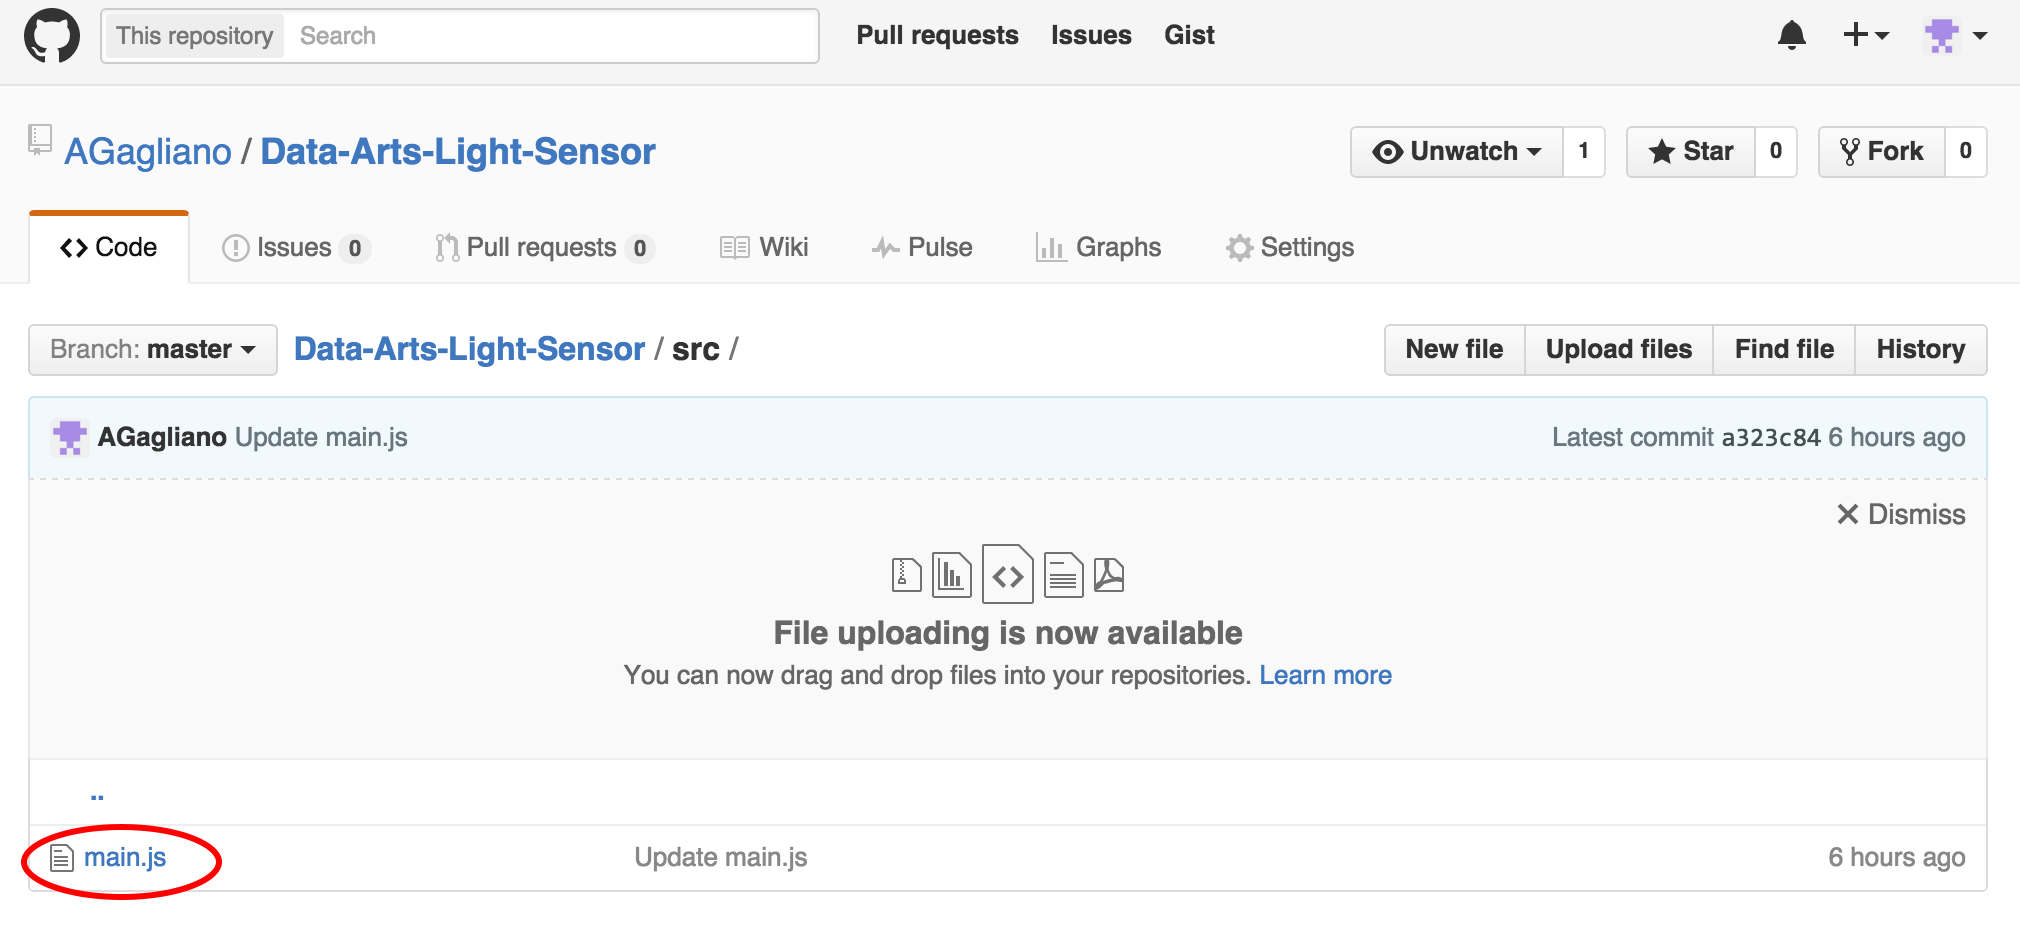 This repository Search Pull requests Issues Gist
AGagliano / Data-Arts-Light-Sensor Unwatch 1 Star 0 Fork 0
Code Issues 0 Pull requests 0 Wiki Pulse Graphs Settings
Branch: master Data-Arts-Light-Sensor / src / New file Upload files Find file History
AGagliano Update main.js Latest commit a323c84 6 hours ago
Dismiss
File uploading is now available
You can now drag and drop files into your repositories. Learn more
..
main.js Update main.js 6 hours ago